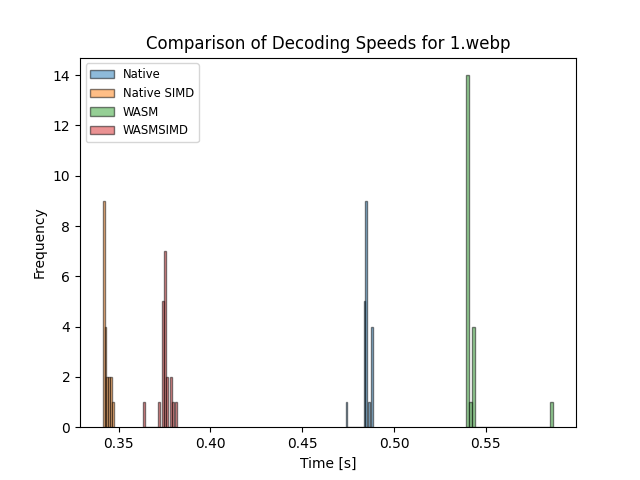 Comparison of Decoding Speeds for 1.webp
Native
Native SIMD
WASM
WASMSIMD
Frequency
14
12
10
8
6
4
2
0
0.35 0.40 0.45 0.50 0.55
Time [s]